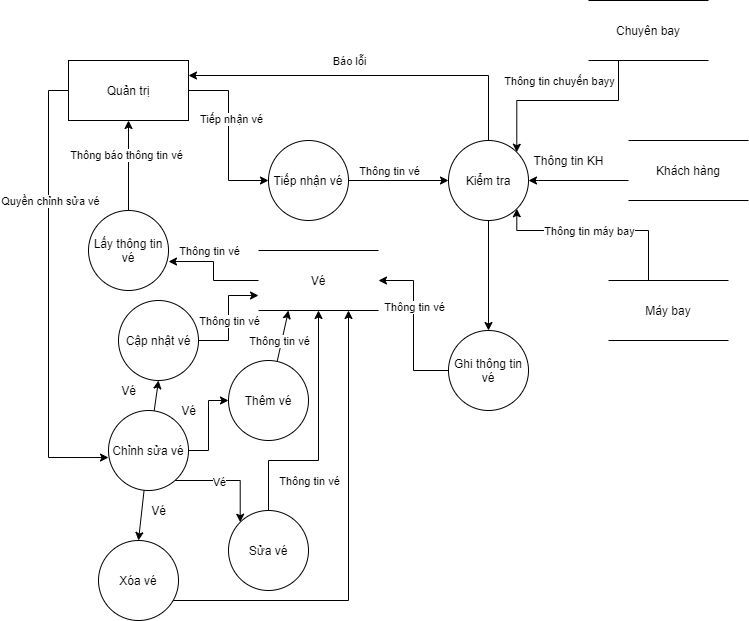 Chuyên bay
Báo lỗi
Thông tin chuyến bayy
Quản trị
Tiếp nhận vé
Thông báo thông tin vé
Thông tin KH
Tiếp nhận vé
Thông tin vé
Kiểm tra
Khách hàng
Quyền chỉnh sửa vé
Thông tin máy bay
Lấy thông tin
vé
Thông tin vé
Vé
Thông tin vé
Máy bay
Thông tin vé
Cập nhật vé
Thông tin vé
Ghi thông tin
vé
Vé
Thêm vé
Vé
Chỉnh sửa vé
Vé
Thông tin vé
Vé
Sửa vé
Xóa vé